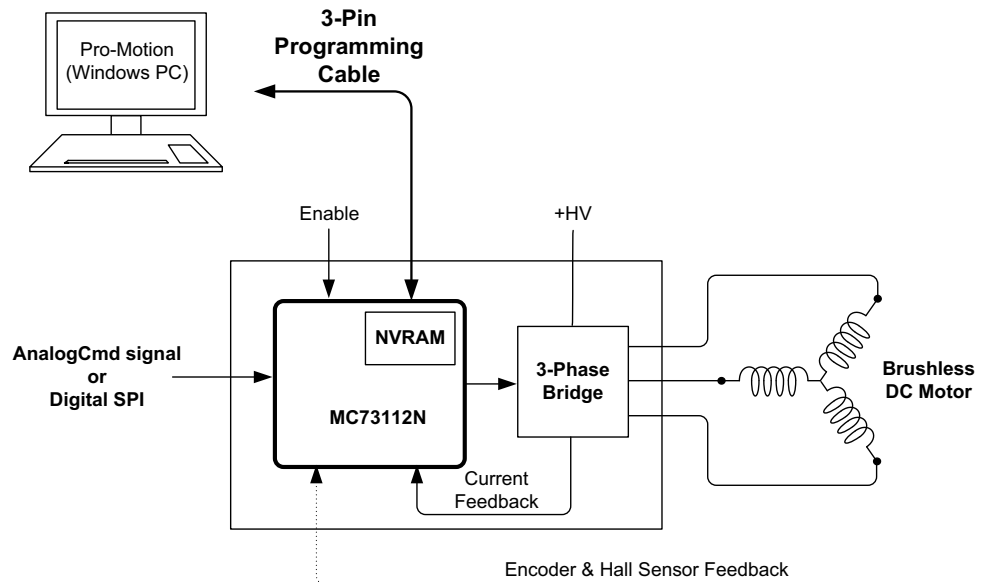 3-Pin
Programming
Cable
Pro-Motion
(Windows PC)
Enable
+HV
AnalogCmd signal
or
Digital SPI
NVRAM
MC73112N
3-Phase
Bridge
Brushless
DC Motor
Current
Feedback
Encoder & Hall Sensor Feedback